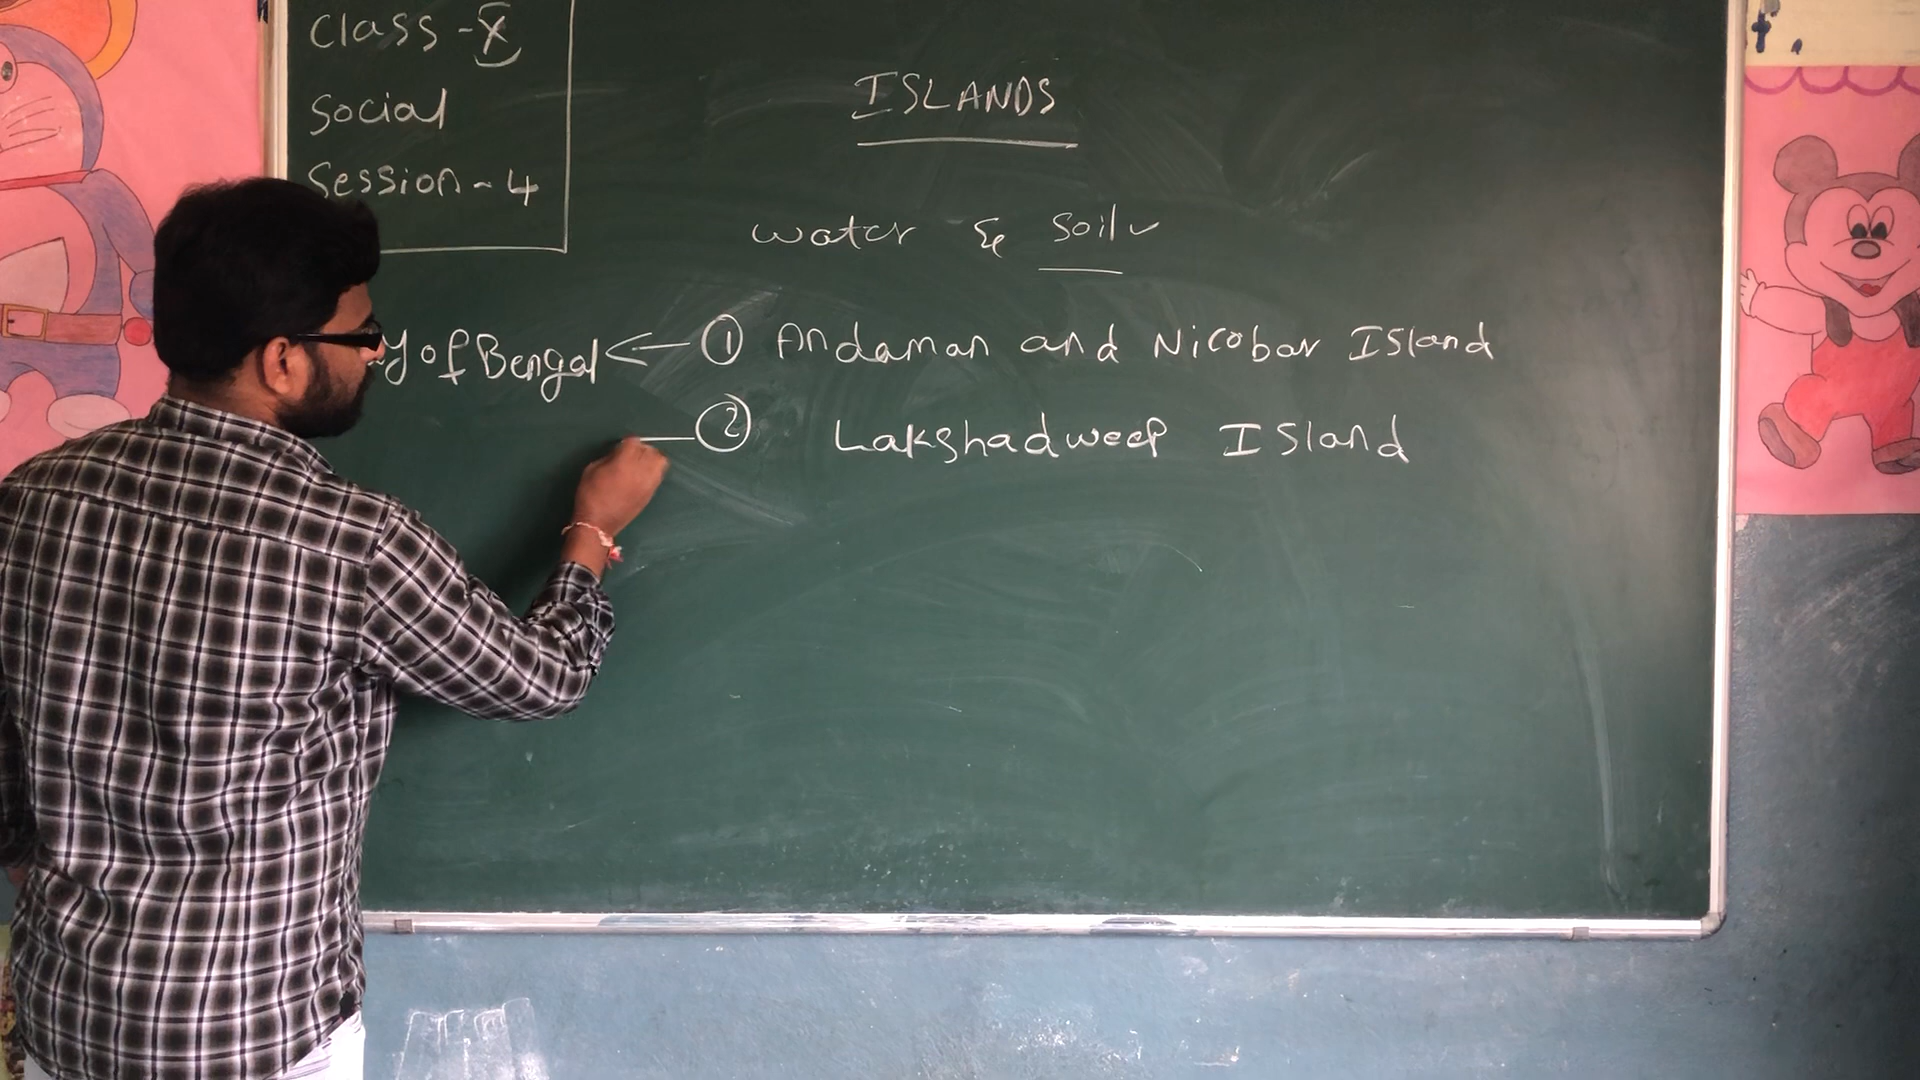 Class - X
Social
Session - 4
ISLANDS
water & soil
y of Bengal ← ① Andaman and Nicobar Island
② Lakshadweep Island